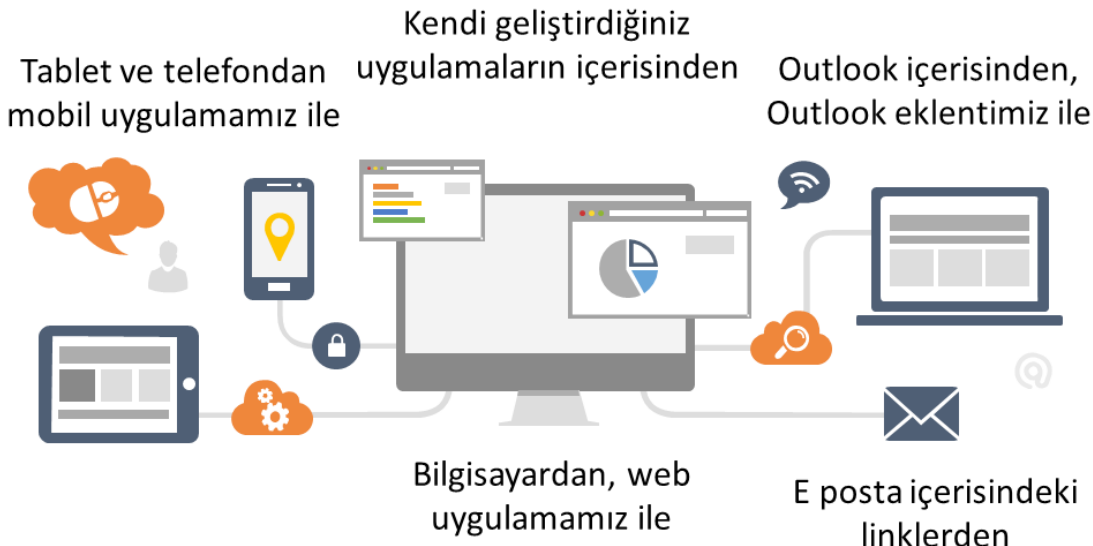 Kendi geliştirdiğiniz
uygulamaların içerisinden
Tablet ve telefondan
mobil uygulamamız ile
Outlook içerisinden,
Outlook eklentimiz ile
Bilgisayardan, web
uygulamamız ile
E posta içerisindeki
linklerden